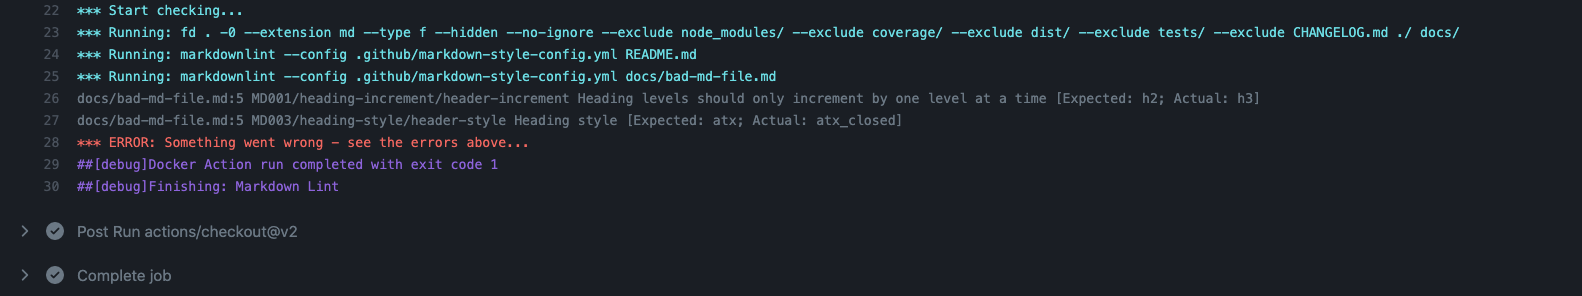 22 *** Start checking...
23 *** Running: fd . -0 --extension md --type f --hidden --no-ignore --exclude node_modules/ --exclude coverage/ --exclude dist/ --exclude tests/ --exclude CHANGELOG.md ./ docs/
24 *** Running: markdownlint --config .github/markdown-style-config.yml README.md
25 *** Running: markdownlint --config .github/markdown-style-config.yml docs/bad-md-file.md
26 docs/bad-md-file.md:5 MD001/heading-increment/header-increment Heading levels should only increment by one level at a time [Expected: h2; Actual: h3]
27 docs/bad-md-file.md:5 MD003/heading-style/header-style Heading style [Expected: atx; Actual: atx_closed]
28 *** ERROR: Something went wrong - see the errors above...
29 ##[debug]Docker Action run completed with exit code 1
30 ##[debug]Finishing: Markdown Lint
Post Run actions/checkout@v2
Complete job